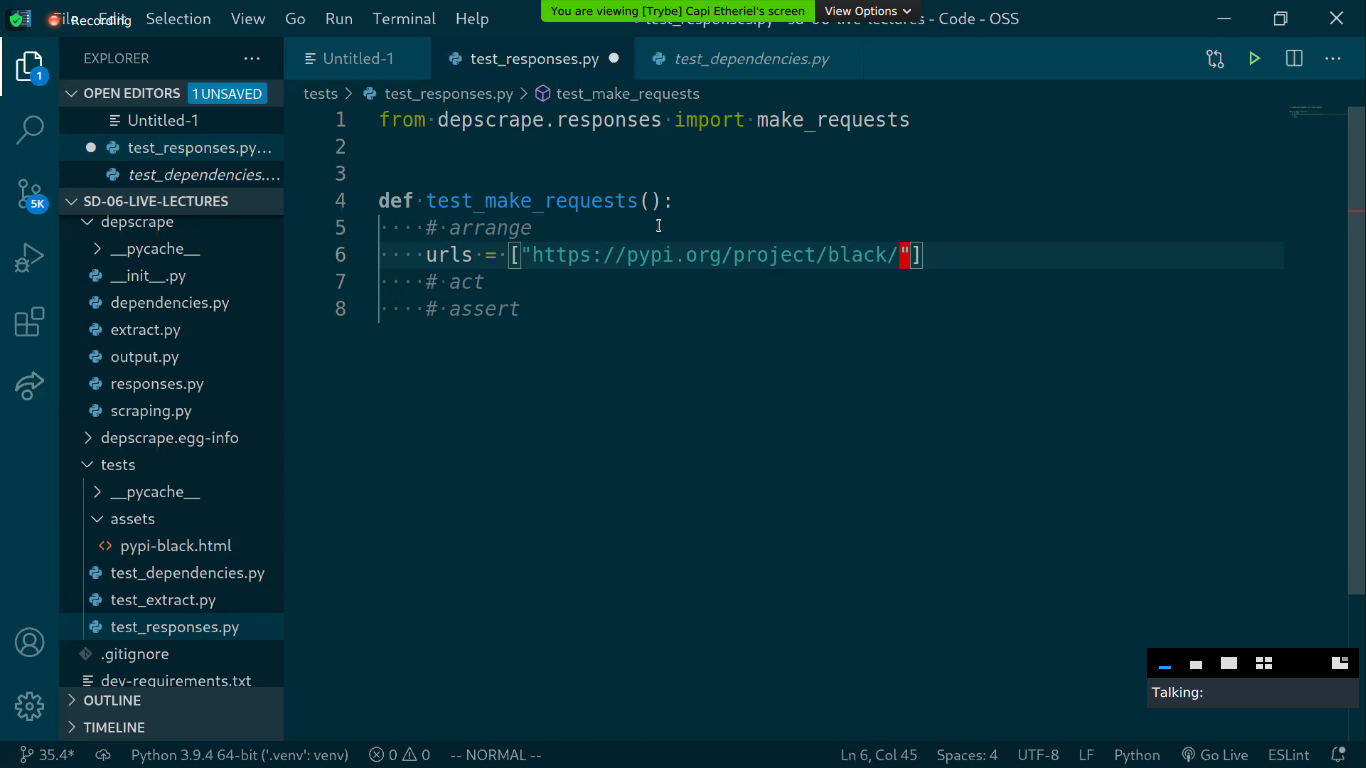 File Edit Selection View Go Run Terminal Help
Recording
You are viewing [Trybe] Capi Etheriel's screen
View Options
- Code - OSS
EXPLORER
Untitled-1
test_responses.py
test_dependencies.py
OPEN EDITORS 1 UNSAVED
Untitled-1
test_responses.py...
test_dependencies....
SD-06-LIVE-LECTURES
depscrape
__pycache__
__init__.py
dependencies.py
extract.py
output.py
responses.py
scraping.py
depscrape.egg-info
tests
__pycache__
assets
pypi-black.html
test_dependencies.py
test_extract.py
test_responses.py
.gitignore
dev-requirements.txt
OUTLINE
TIMELINE
1
5K
tests > test_responses.py > test_make_requests
1 from depscrape.responses import make_requests
2
3
4 def test_make_requests():
5 # arrange
6 urls = ["https://pypi.org/project/black/"]
7 # act
8 # assert
Talking:
35.4* Python 3.9.4 64-bit ('.venv': venv) 0 0 -- NORMAL -- Ln 6, Col 45 Spaces: 4 UTF-8 LF Python Go Live ESLint